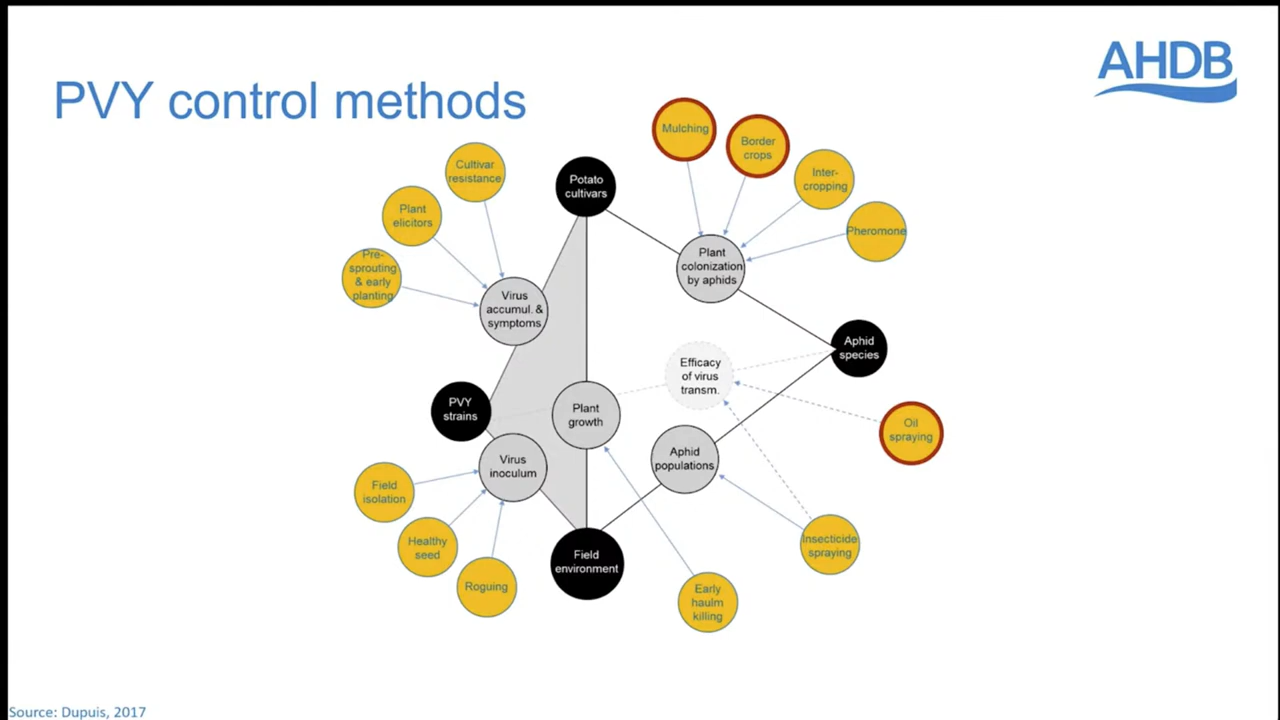 AHDB
PVY control methods
Mulching
Border
crops
Cultivar
resistance
Potato
cultivars
Inter-
cropping
Plant
elicitors
Pheromone
Pre-
sprouting
& early
planting
Plant
colonization
by aphids
Virus
accumul. &
symptoms
Aphid
species
Efficacy
of virus
transm.
PVY
strains
Plant
growth
Oil
spraying
Aphid
populations
Virus
inoculum
Field
isolation
Healthy
seed
Insecticide
spraying
Field
environment
Roguing
Early
haulm
killing
Source: Dupuis, 2017